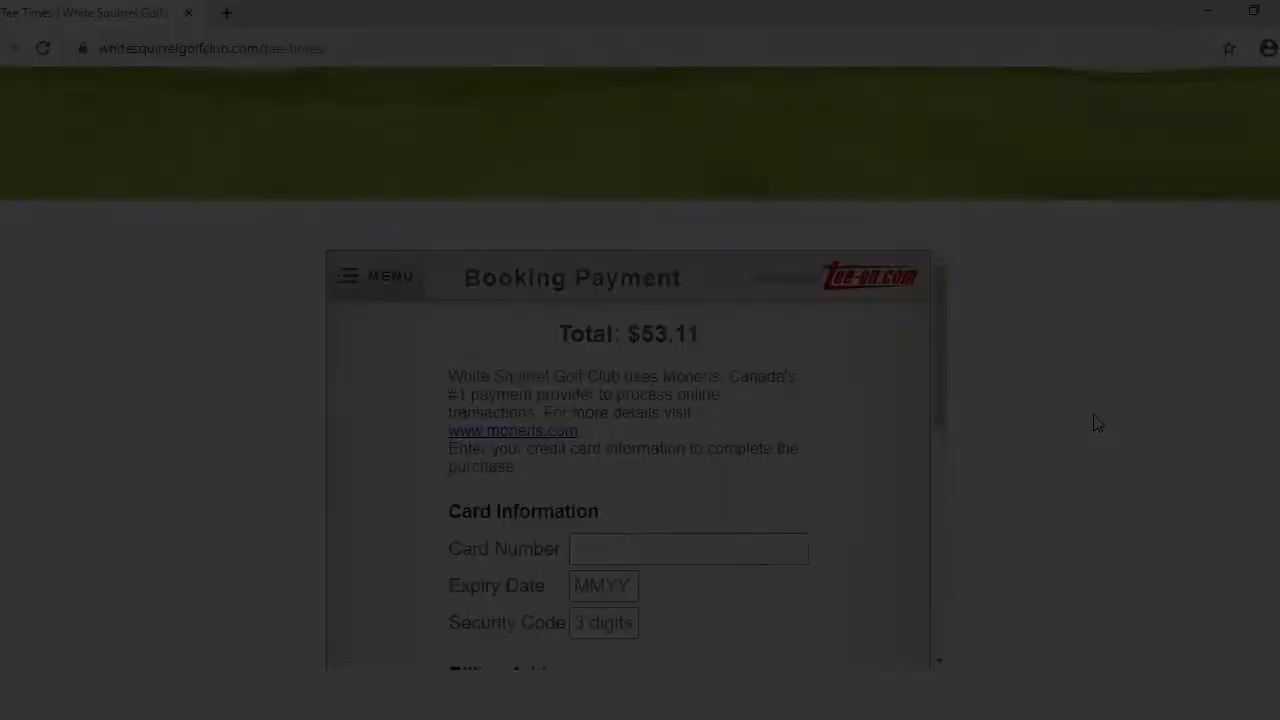 Tee Times | White Squirrel Golf
whitesquirrelgolfclub.com/tee-times/
MENU
Booking Payment
tee-on.com
Total: $53.11
White Squirrel Golf Club uses Moneris, Canada's
#1 payment provider to process online
transactions. For more details visit
www.moneris.com
Enter your credit card information to complete the
purchase.
Card Information
Card Number
Expiry Date MMYY
Security Code 3 digits